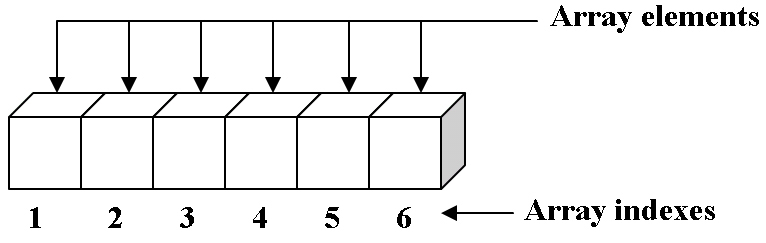 Array elements
1 2 3 4 5 6
Array indexes